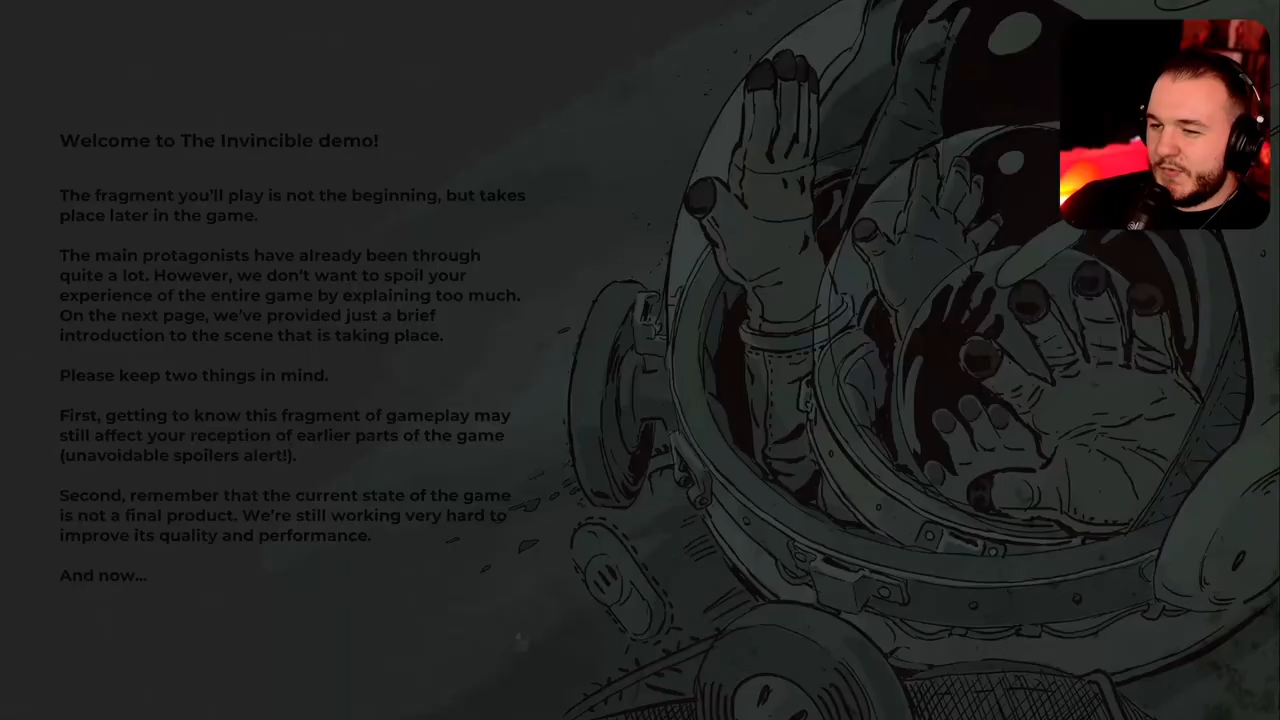 Welcome to The Invincible demo!
The fragment you'll play is not the beginning, but takes
place later in the game.
The main protagonists have already been through
quite a lot. However, we don't want to spoil your
experience of the entire game by explaining too much.
On the next page, we've provided just a brief
introduction to the scene that is taking place.
Please keep two things in mind.
First, getting to know this fragment of gameplay may
still affect your reception of earlier parts of the game
(unavoidable spoilers alert!).
Second, remember that the current state of the game
is not a final product. We're still working very hard to
improve its quality and performance.
And now...